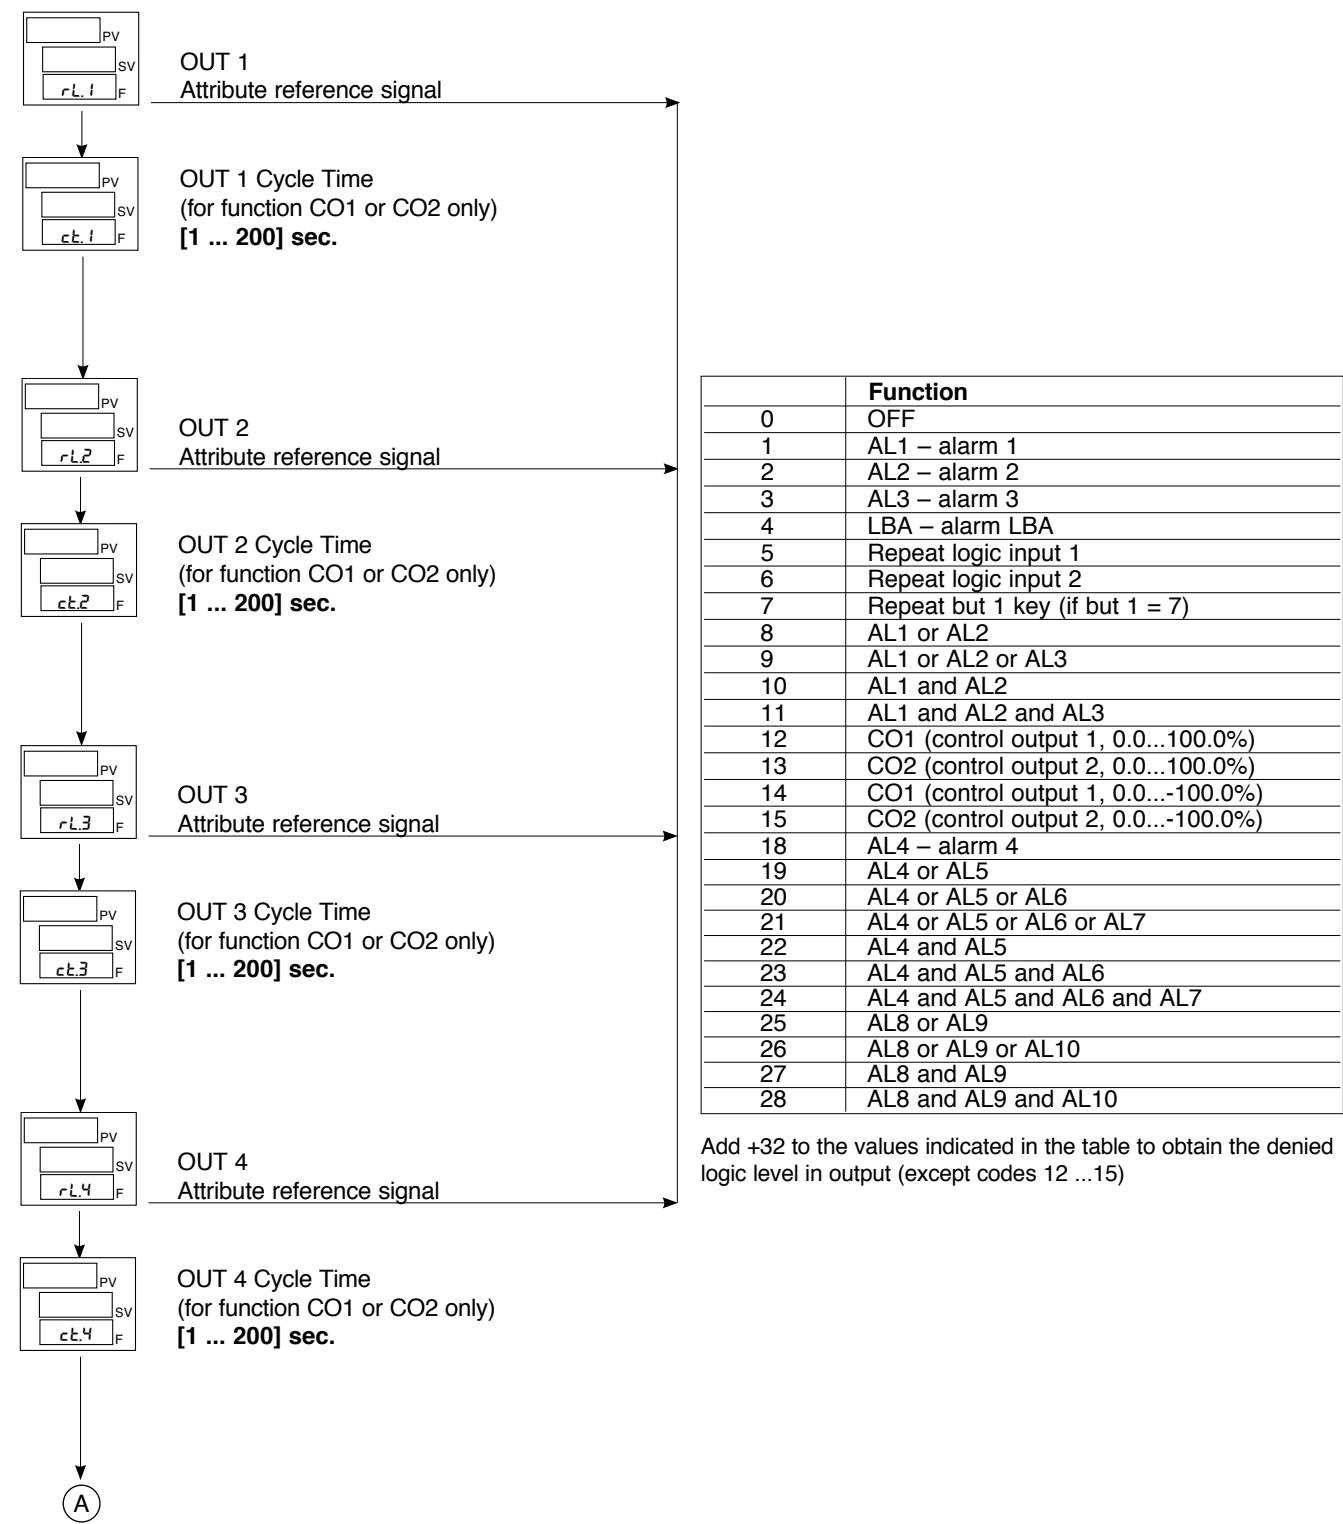 PV
SV
rL.1 F
OUT 1
Attribute reference signal
PV
SV
ct.1 F
OUT 1 Cycle Time
(for function CO1 or CO2 only)
[1 ... 200] sec.
PV
SV
rL.2 F
OUT 2
Attribute reference signal
PV
SV
ct.2 F
OUT 2 Cycle Time
(for function CO1 or CO2 only)
[1 ... 200] sec.
PV
SV
rL.3 F
OUT 3
Attribute reference signal
PV
SV
ct.3 F
OUT 3 Cycle Time
(for function CO1 or CO2 only)
[1 ... 200] sec.
PV
SV
rL.4 F
OUT 4
Attribute reference signal
PV
SV
ct.4 F
OUT 4 Cycle Time
(for function CO1 or CO2 only)
[1 ... 200] sec.
A
Function
0 OFF
1 AL1 – alarm 1
2 AL2 – alarm 2
3 AL3 – alarm 3
4 LBA – alarm LBA
5 Repeat logic input 1
6 Repeat logic input 2
7 Repeat but 1 key (if but 1 = 7)
8 AL1 or AL2
9 AL1 or AL2 or AL3
10 AL1 and AL2
11 AL1 and AL2 and AL3
12 CO1 (control output 1, 0.0...100.0%)
13 CO2 (control output 2, 0.0...100.0%)
14 CO1 (control output 1, 0.0...-100.0%)
15 CO2 (control output 2, 0.0...-100.0%)
18 AL4 – alarm 4
19 AL4 or AL5
20 AL4 or AL5 or AL6
21 AL4 or AL5 or AL6 or AL7
22 AL4 and AL5
23 AL4 and AL5 and AL6
24 AL4 and AL5 and AL6 and AL7
25 AL8 or AL9
26 AL8 or AL9 or AL10
27 AL8 and AL9
28 AL8 and AL9 and AL10
Add +32 to the values indicated in the table to obtain the denied
logic level in output (except codes 12 ...15)